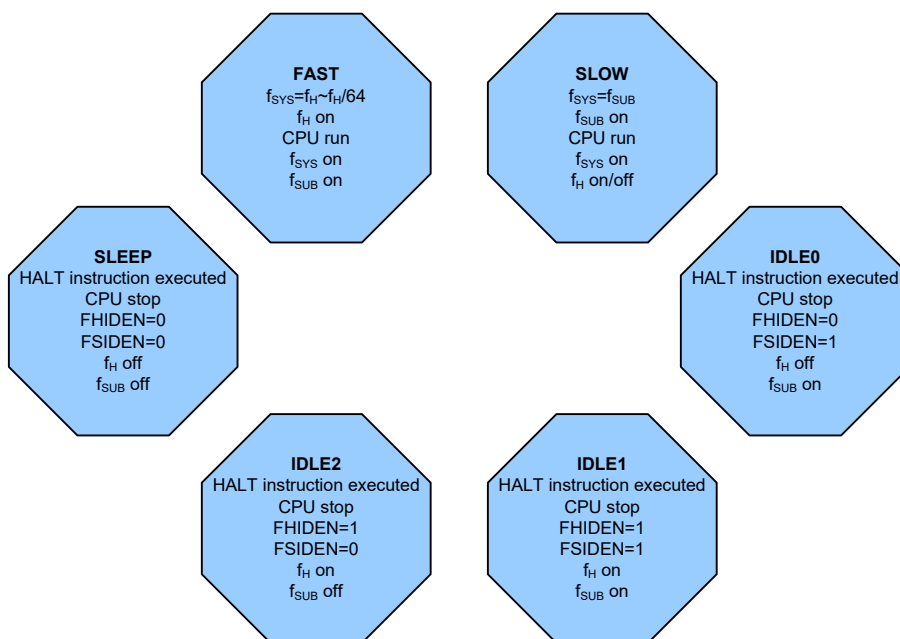 FAST
fSYS=fH~fH/64
fH on
CPU run
fSYS on
fSUB on
SLOW
fSYS=fSUB
fSUB on
CPU run
fSYS on
fH on/off
SLEEP
HALT instruction executed
CPU stop
FHIDEN=0
FSIDEN=0
fH off
fSUB off
IDLE0
HALT instruction executed
CPU stop
FHIDEN=0
FSIDEN=1
fH off
fSUB on
IDLE2
HALT instruction executed
CPU stop
FHIDEN=1
FSIDEN=0
fH on
fSUB off
IDLE1
HALT instruction executed
CPU stop
FHIDEN=1
FSIDEN=1
fH on
fSUB on